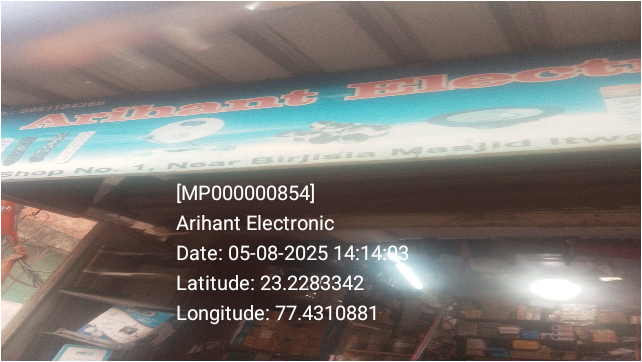 Arihant Electr
Shop No. 1, Near Birjisia Masjid Itwa
[MP000000854]
Arihant Electronic
Date: 05-08-2025 14:14:03
Latitude: 23.2283342
Longitude: 77.4310881